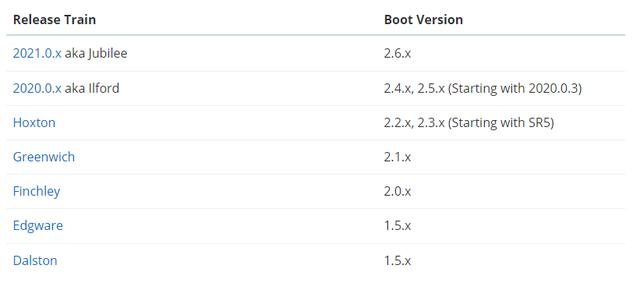 Release Train Boot Version
2021.0.x aka Jubilee 2.6.x
2020.0.x aka Ilford 2.4.x, 2.5.x (Starting with 2020.0.3)
Hoxton 2.2.x, 2.3.x (Starting with SR5)
Greenwich 2.1.x
Finchley 2.0.x
Edgware 1.5.x
Dalston 1.5.x